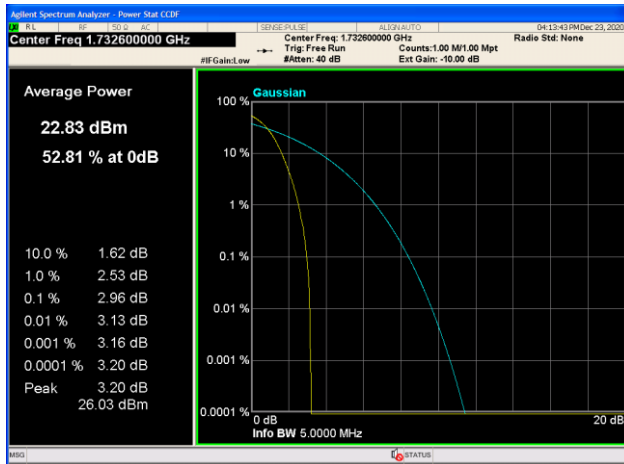 Agilent Spectrum Analyzer - Power Stat CCDF
RL RF 50 Ω AC SENSE:PULSE ALIGN AUTO 04:13:43 PM Dec 23, 2020
Center Freq 1.732600000 GHz
Center Freq: 1.732600000 GHz
Radio Std: None
Trig: Free Run Counts:1.00 M/1.00 Mpt
#IFGain:Low #Atten: 40 dB Ext Gain: -10.00 dB
Average Power
22.83 dBm
52.81 % at 0dB
10.0 % 1.62 dB
1.0 % 2.53 dB
0.1 % 2.96 dB
0.01 % 3.13 dB
0.001 % 3.16 dB
0.0001 % 3.20 dB
Peak 3.20 dB
26.03 dBm
Gaussian
100 %
10 %
1 %
0.1 %
0.01 %
0.001 %
0.0001 %
0 dB 20 dB
Info BW 5.0000 MHz
MSG STATUS